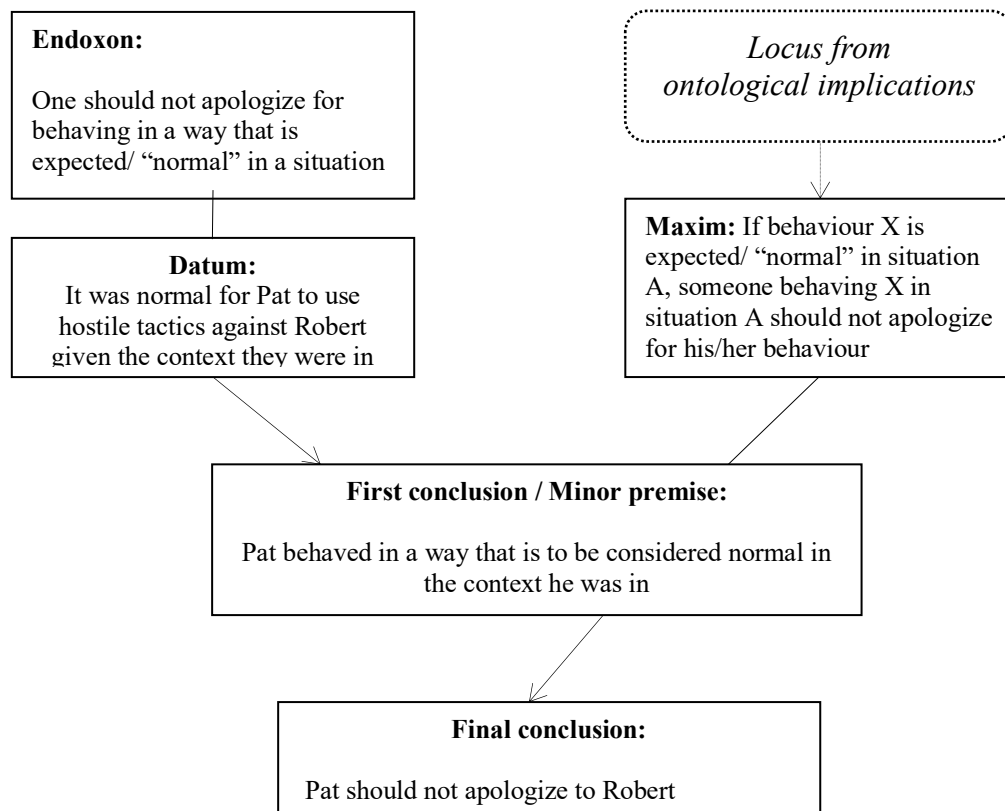 Endoxon:
One should not apologize for
behaving in a way that is
expected/ “normal” in a situation
Locus from
ontological implications
Datum:
It was normal for Pat to use
hostile tactics against Robert
given the context they were in
Maxim: If behaviour X is
expected/ “normal” in situation
A, someone behaving X in
situation A should not apologize
for his/her behaviour
First conclusion / Minor premise:
Pat behaved in a way that is to be considered normal in
the context he was in
Final conclusion:
Pat should not apologize to Robert